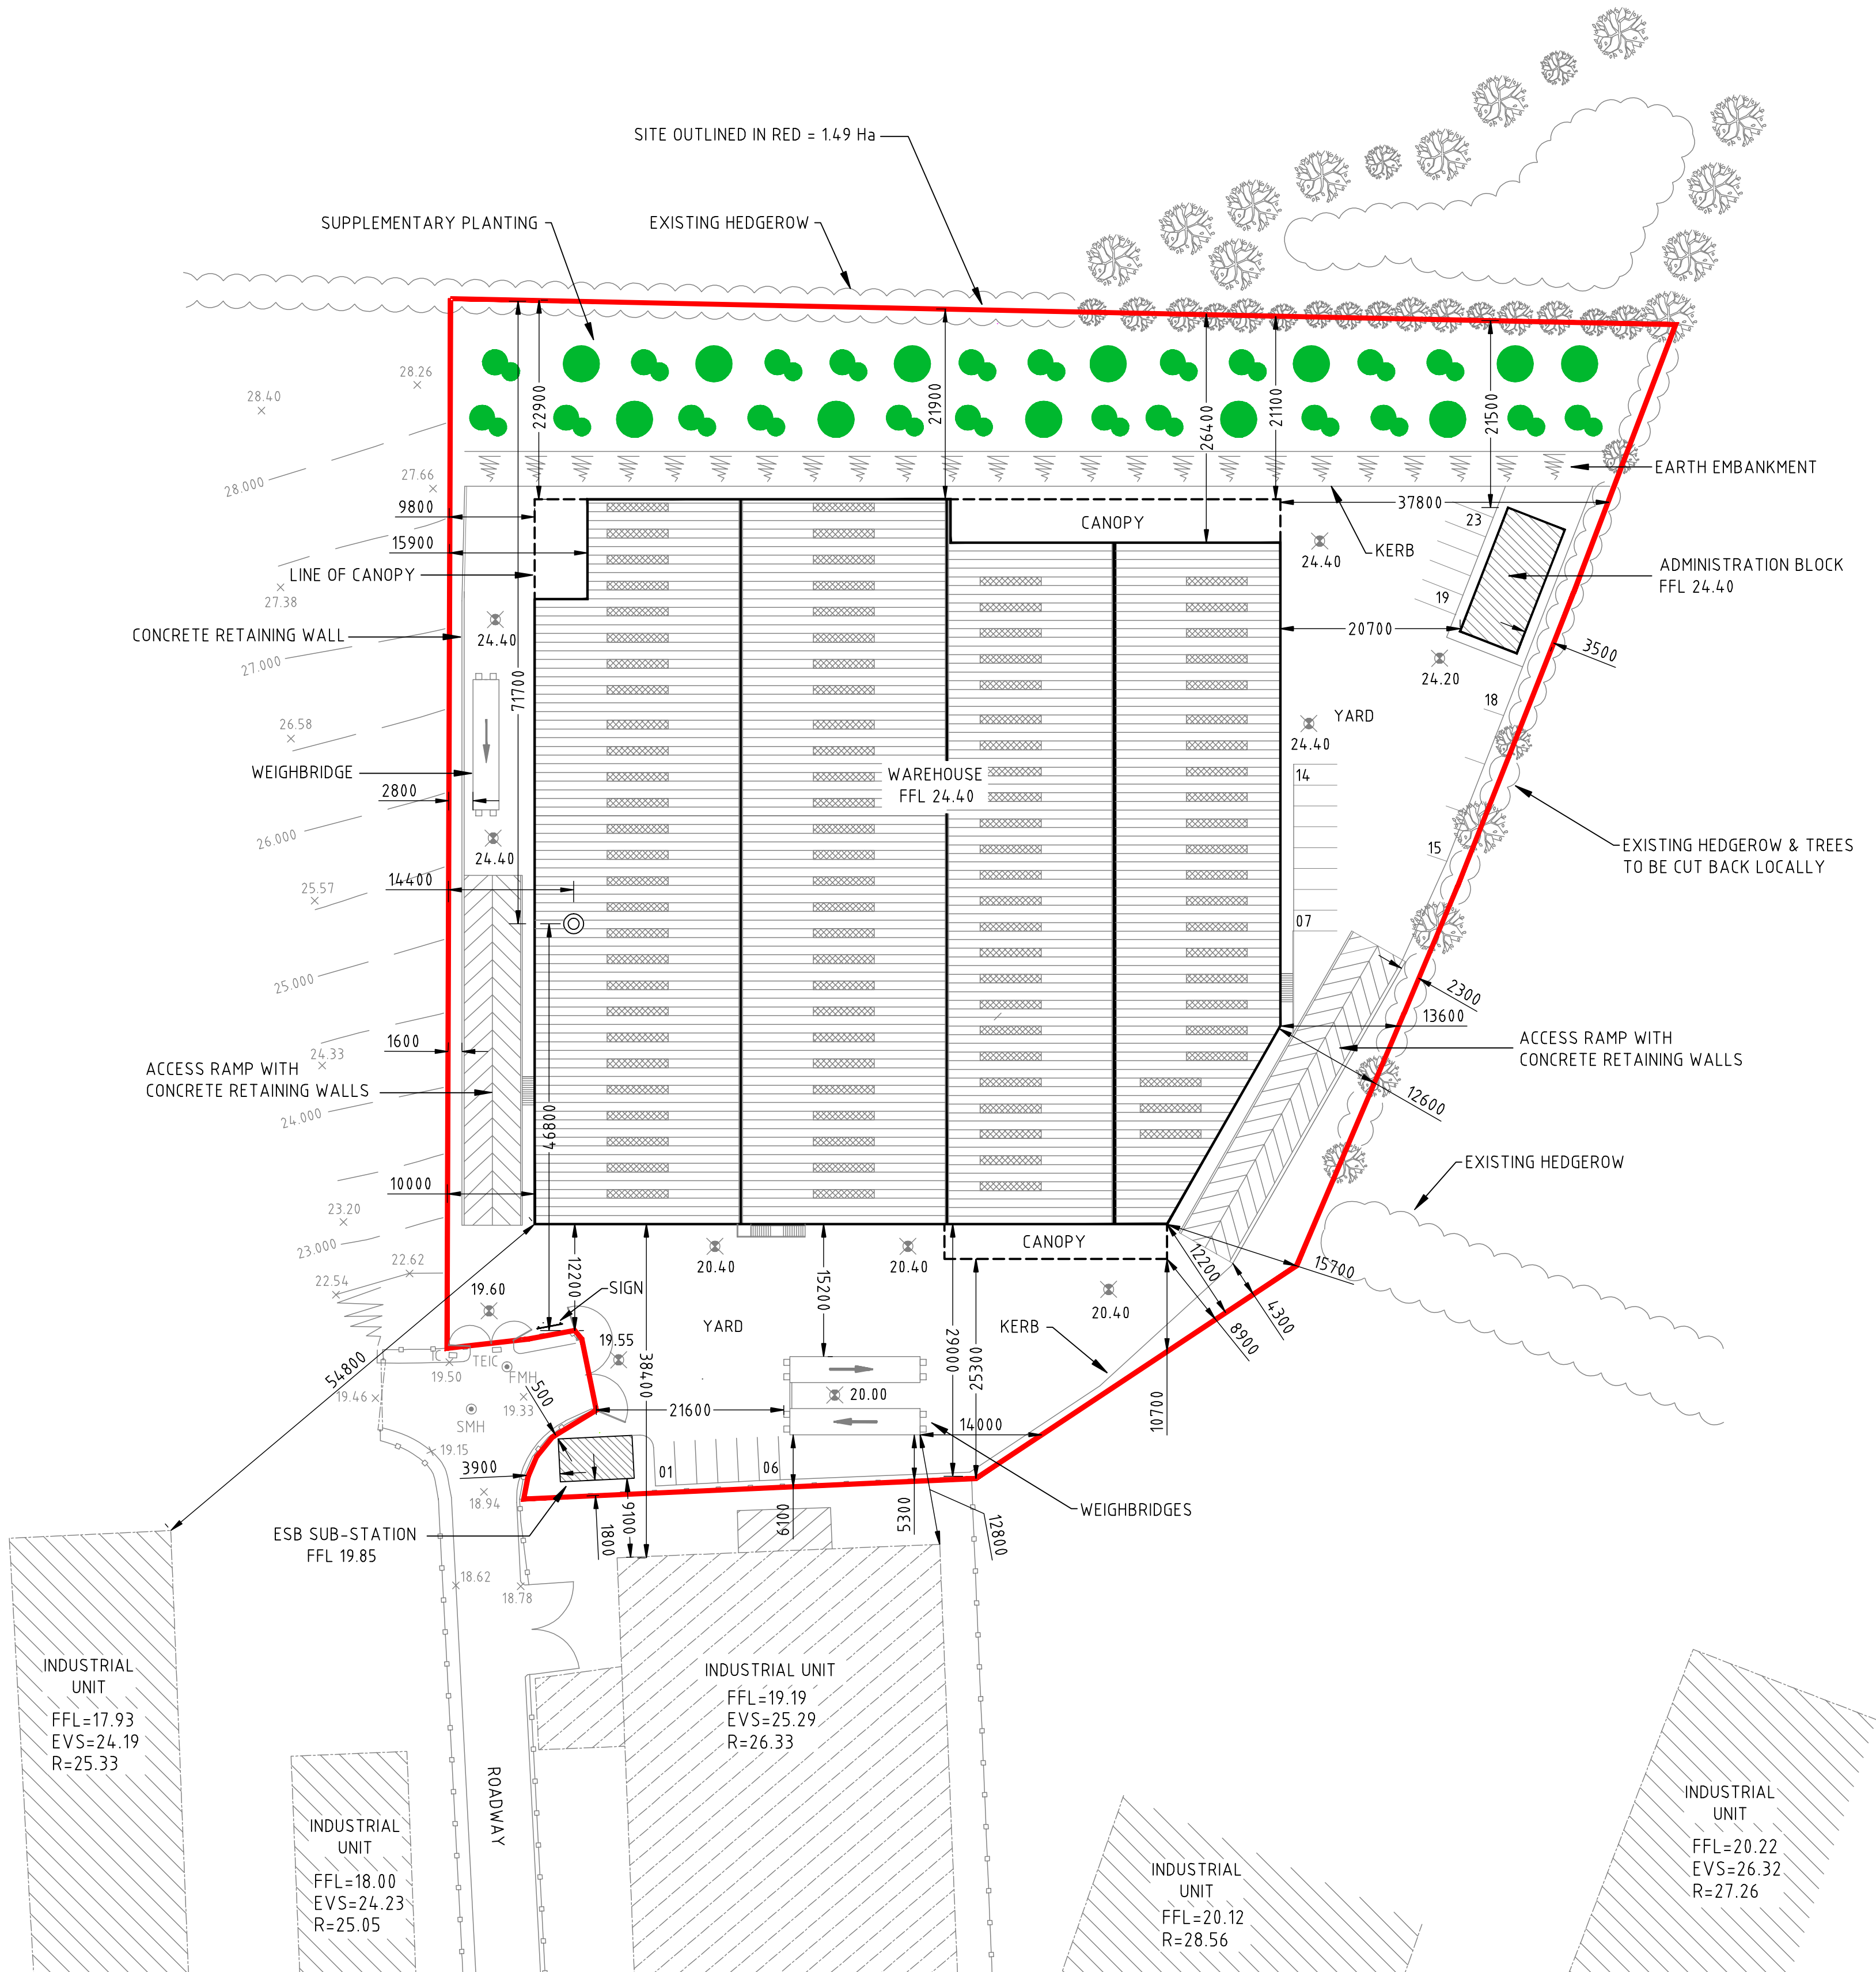 SITE OUTLINED IN RED = 1.49 Ha
SUPPLEMENTARY PLANTING
EXISTING HEDGEROW
28.26
28.40
22900
21900
26400
21100
21500
EARTH EMBANKMENT
28.000
27.66
9800
37800
CANOPY
23
15900
24.40
KERB
LINE OF CANOPY
ADMINISTRATION BLOCK
FFL 24.40
27.38
19
CONCRETE RETAINING WALL
24.40
20700
3500
27.000
24.20
71700
18
26.58
YARD
24.40
WEIGHBRIDGE
WAREHOUSE
FFL 24.40
14
2800
26.000
24.40
15
EXISTING HEDGEROW & TREES
TO BE CUT BACK LOCALLY
25.57
14400
07
25.000
2300
13600
24.33
1600
ACCESS RAMP WITH
CONCRETE RETAINING WALLS
ACCESS RAMP WITH
CONCRETE RETAINING WALLS
12600
24.000
46800
EXISTING HEDGEROW
10000
23.20
23.000
CANOPY
22.62
22.54
12200
20.40
20.40
12200
15700
19.60
SIGN
15200
20.40
4300
YARD
KERB
8900
19.55
29000
25300
38400
IC
TEIC
19.50
FMH
54800
19.46
19.33
500
20.00
10700
SMH
21600
14000
19.15
3900
01
06
18.94
WEIGHBRIDGES
ESB SUB-STATION
FFL 19.85
1800
9100
6100
5300
12800
18.62
18.78
INDUSTRIAL
UNIT
FFL=17.93
EVS=24.19
R=25.33
INDUSTRIAL UNIT
FFL=19.19
EVS=25.29
R=26.33
ROADWAY
INDUSTRIAL
UNIT
FFL=18.00
EVS=24.23
R=25.05
INDUSTRIAL
UNIT
FFL=20.12
R=28.56
INDUSTRIAL
UNIT
FFL=20.22
EVS=26.32
R=27.26